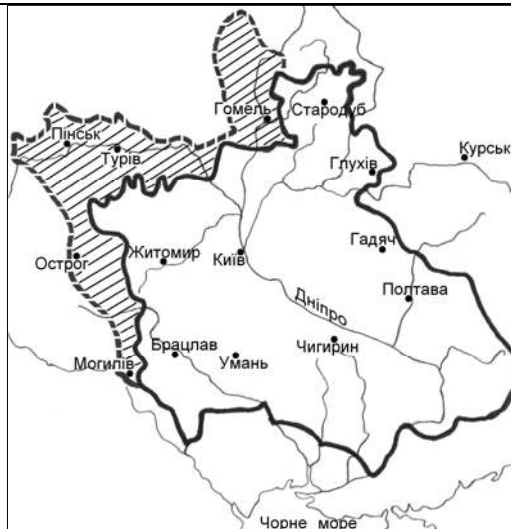 Гомель
Стародуб
Пінськ
Турів
Глухів
Курськ
Гадяч
Острог
Житомир
Київ
Полтава
Дніпро
Брацлав
Умань
Чигирин
Могилів
Чорне море